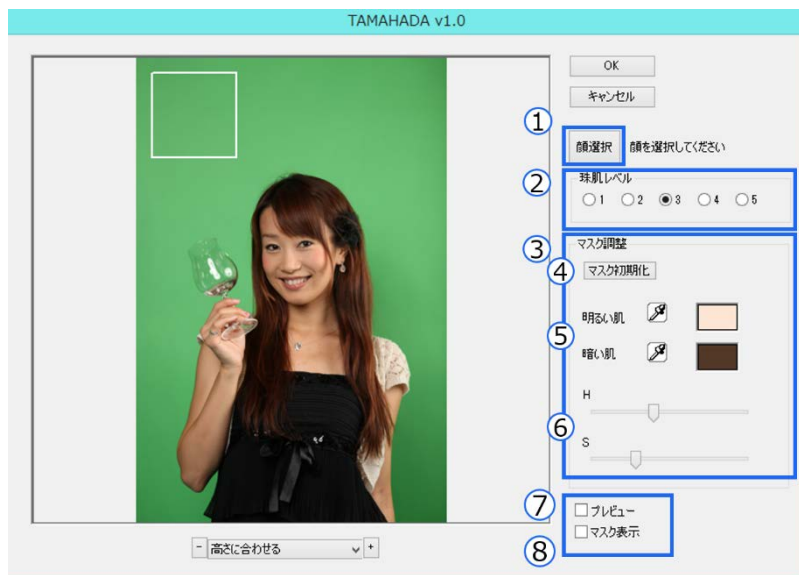 TAMAHADA v1.0
OK
キャンセル
①
顔選択 顔を選択してください
②
珠肌レベル
1 2 3 4 5
③
マスク調整
④
マスク初期化
明るい肌
⑤
暗い肌
H
⑥
S
⑦
プレビュー
マスク表示
⑧
- 高さに合わせる +